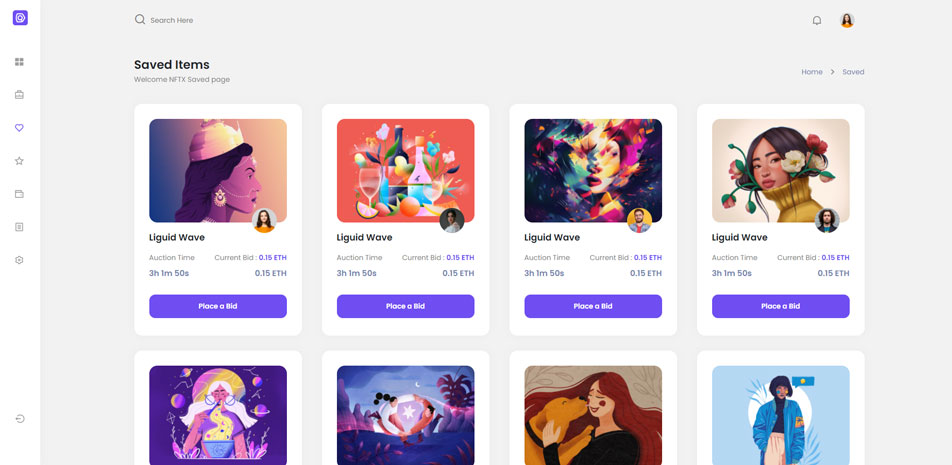 Search Here
Saved Items
Welcome NFTX Saved page
Home > Saved
Liguid Wave
Auction Time Current Bid : 0.15 ETH
3h 1m 50s 0.15 ETH
Place a Bid
Liguid Wave
Auction Time Current Bid : 0.15 ETH
3h 1m 50s 0.15 ETH
Place a Bid
Liguid Wave
Auction Time Current Bid : 0.15 ETH
3h 1m 50s 0.15 ETH
Place a Bid
Liguid Wave
Auction Time Current Bid : 0.15 ETH
3h 1m 50s 0.15 ETH
Place a Bid